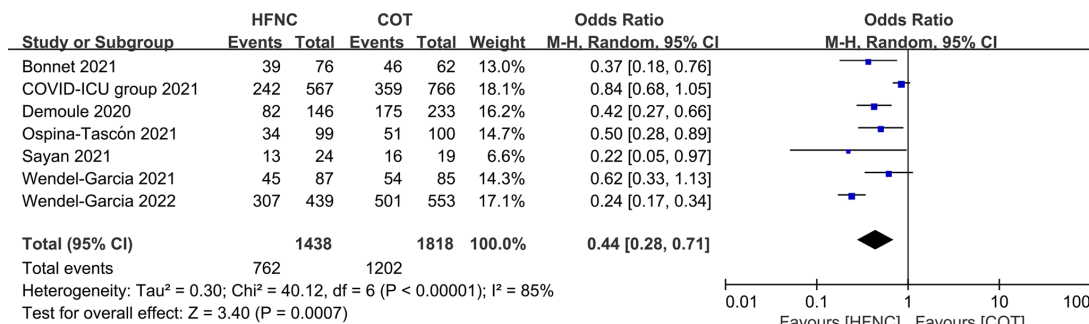 HFNC COT Odds Ratio Odds Ratio
Study or Subgroup Events Total Events Total Weight M-H, Random, 95% CI M-H, Random, 95% CI
Bonnet 2021 39 76 46 62 13.0% 0.37 [0.18, 0.76]
COVID-ICU group 2021 242 567 359 766 18.1% 0.84 [0.68, 1.05]
Demoule 2020 82 146 175 233 16.2% 0.42 [0.27, 0.66]
Ospina-Tascón 2021 34 99 51 100 14.7% 0.50 [0.28, 0.89]
Sayan 2021 13 24 16 19 6.6% 0.22 [0.05, 0.97]
Wendel-Garcia 2021 45 87 54 85 14.3% 0.62 [0.33, 1.13]
Wendel-Garcia 2022 307 439 501 553 17.1% 0.24 [0.17, 0.34]
Total (95% CI) 1438 1818 100.0% 0.44 [0.28, 0.71]
Total events 762 1202
Heterogeneity: Tau² = 0.30; Chi² = 40.12, df = 6 (P < 0.00001); I² = 85%
Test for overall effect: Z = 3.40 (P = 0.0007)
0.01 0.1 1 10 100
Favours [HFNC] Favours [COT]